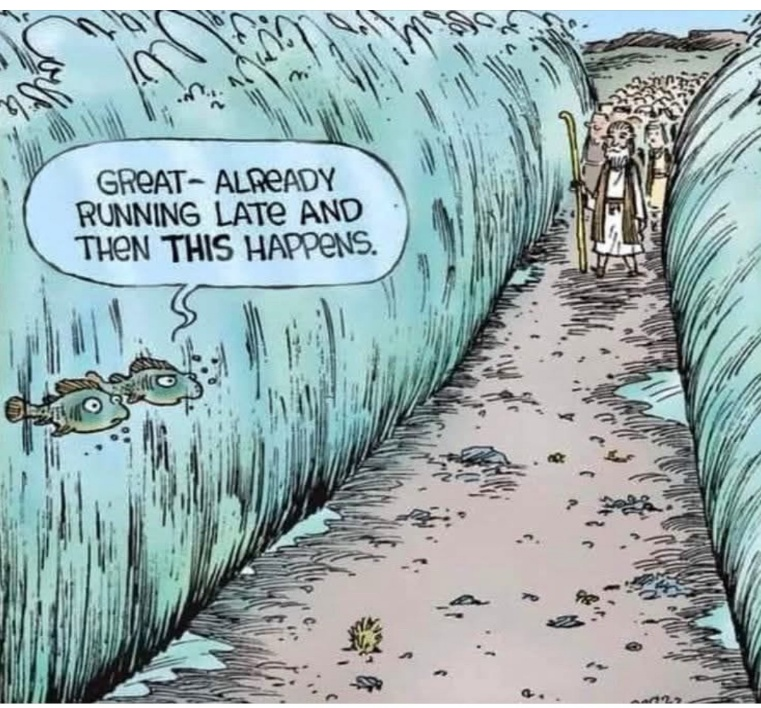 GREAT- ALREADY
RUNNING LATE AND
THEN THIS HAPPENS.